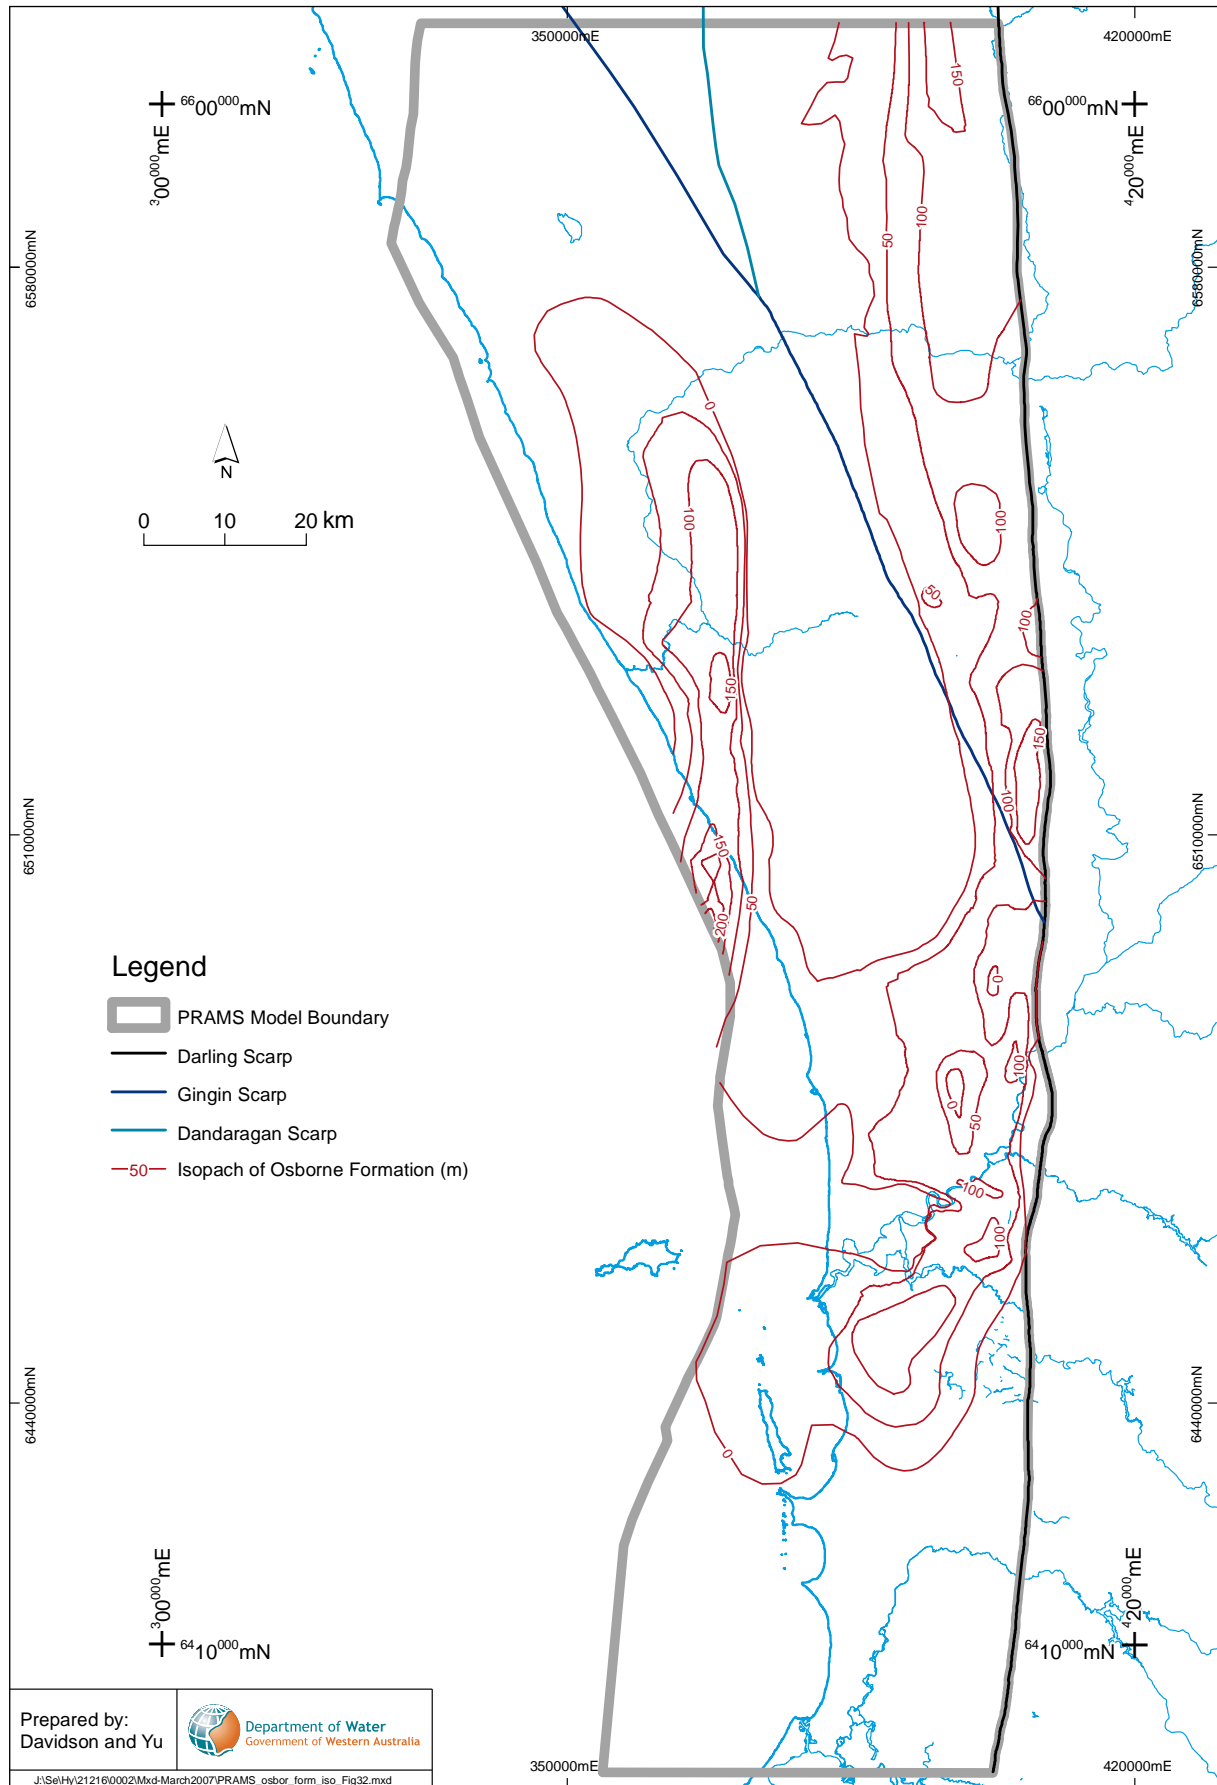 350000mE
420000mE
6600000mN
6600000mN
300000mE
420000mE
6580000mN
6580000mN
150
50
100
0
N
0 10 20 km
100
100
50
100
150
150
100
6510000mN
6510000mN
150
200
50
Legend
PRAMS Model Boundary
Darling Scarp
Gingin Scarp
Dandaragan Scarp
50 Isopach of Osborne Formation (m)
0
100
0
50
100
100
6440000mN
6440000mN
0
300000mE
420000mE
6410000mN
6410000mN
Prepared by:
Davidson and Yu
Department of Water
Government of Western Australia
J:\Se\Hy\21216\0002\Mxd-March2007\PRAMS_osbor_form_iso_Fig32.mxd
350000mE
420000mE